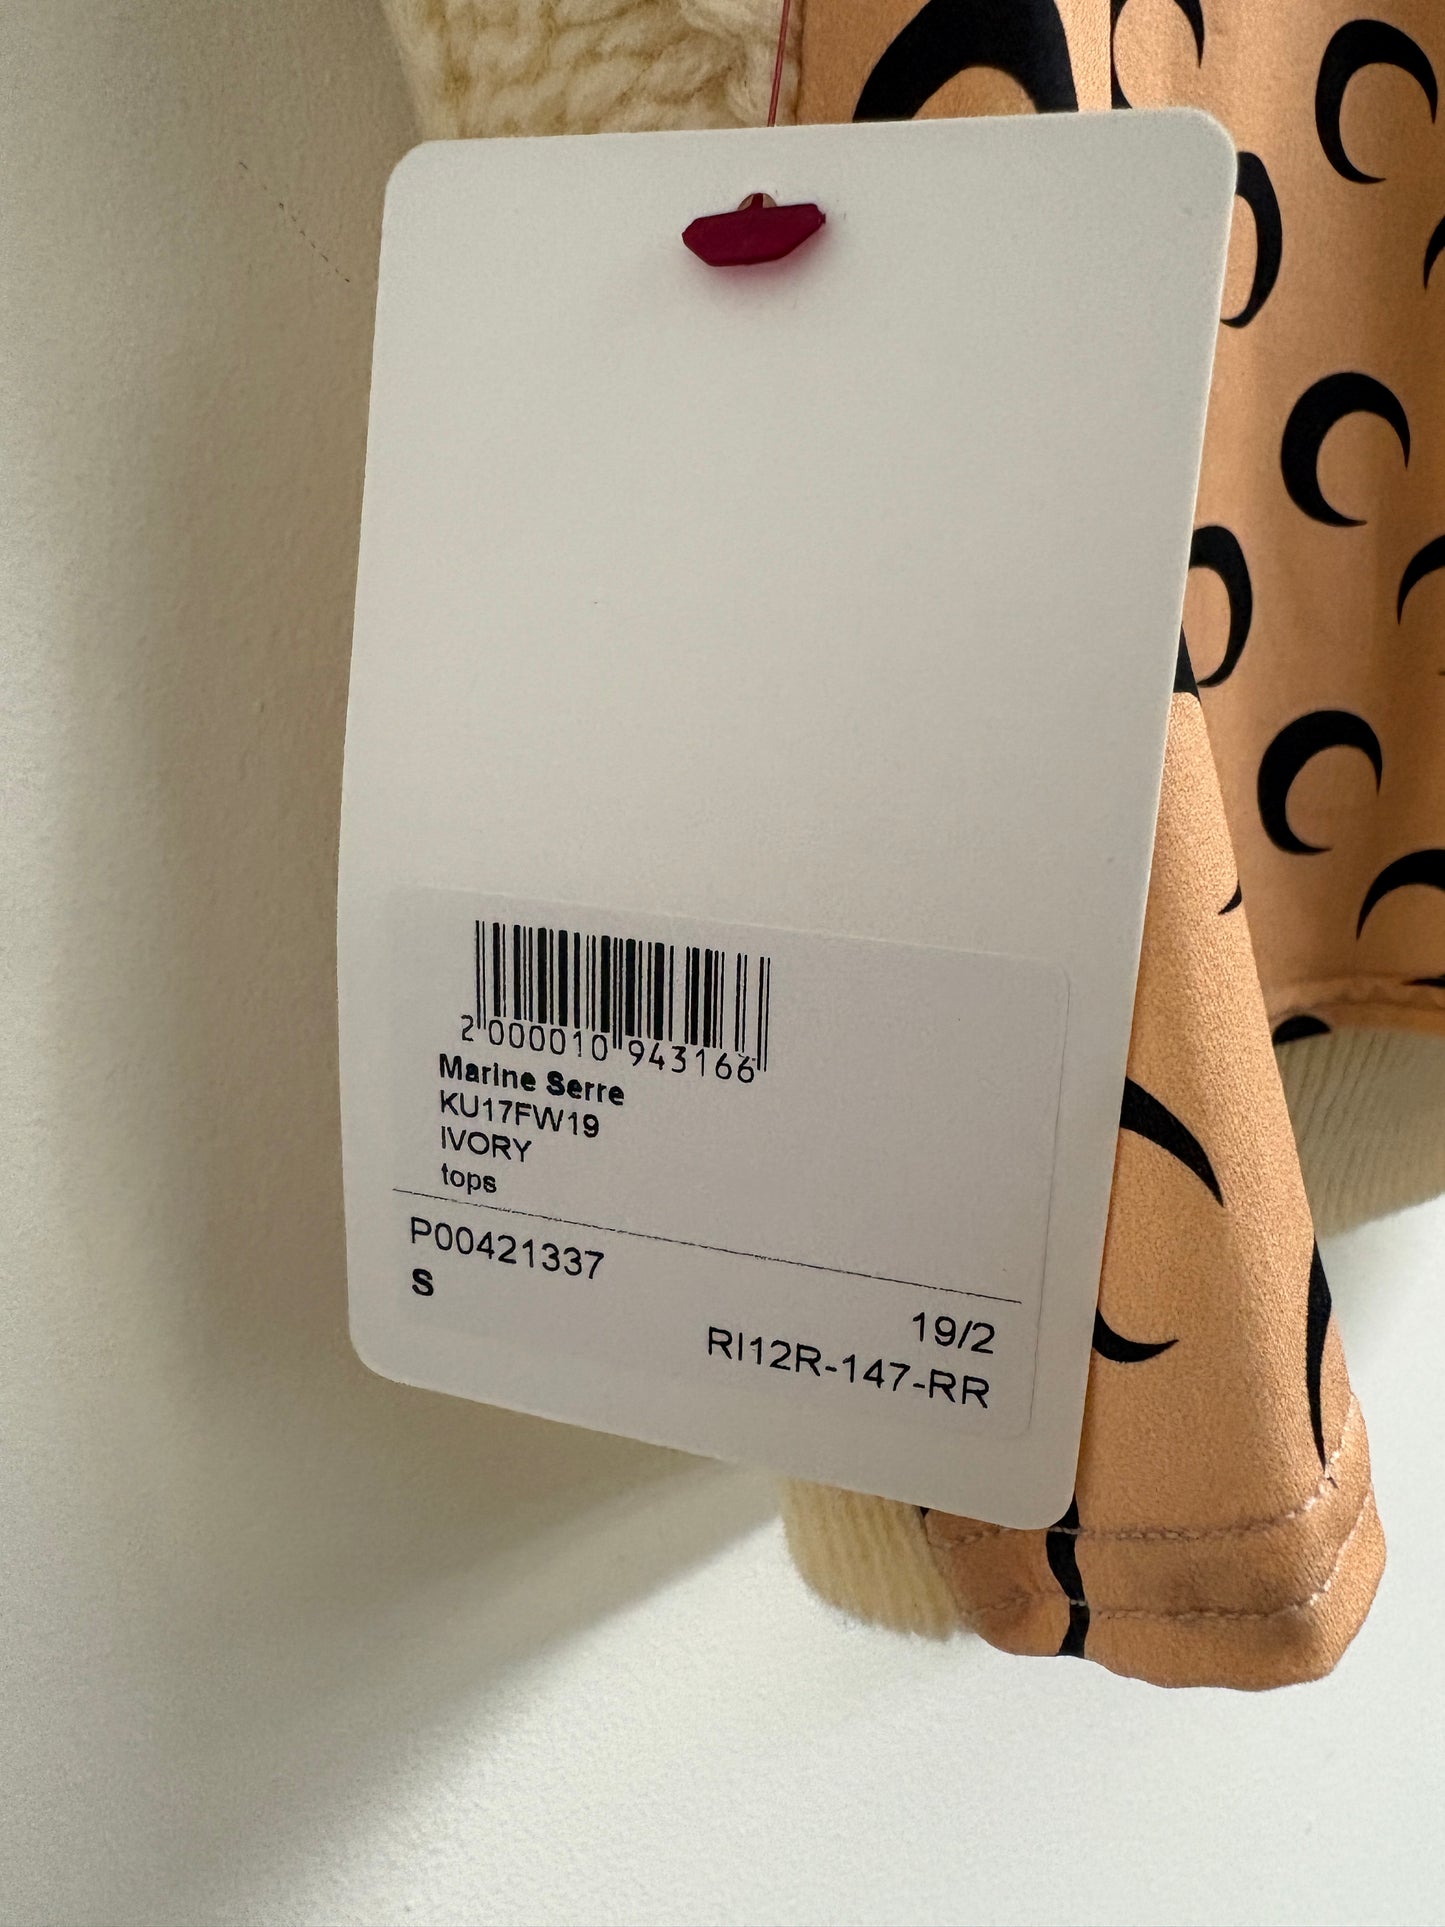 2 000010 943166
Marine Serre
KU17FW19
IVORY
tops
P00421337
S
19/2
RI12R-147-RR